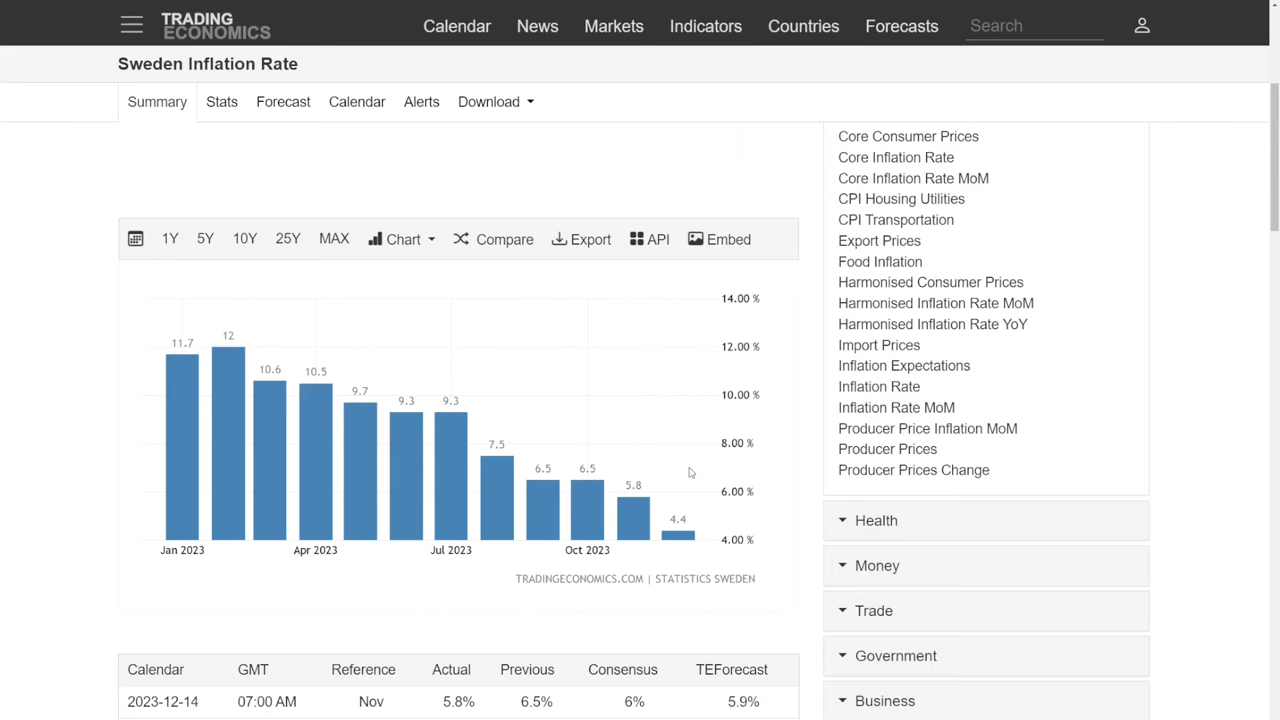 TRADING
ECONOMICS
Calendar News Markets Indicators Countries Forecasts Search
Sweden Inflation Rate
Summary Stats Forecast Calendar Alerts Download
1Y 5Y 10Y 25Y MAX Chart Compare Export API Embed
14.00 %
12.00 %
10.00 %
8.00 %
6.00 %
4.00 %
11.7
12
10.6
10.5
9.7
9.3
9.3
7.5
6.5
6.5
5.8
4.4
Jan 2023 Apr 2023 Jul 2023 Oct 2023
TRADINGECONOMICS.COM | STATISTICS SWEDEN
Calendar GMT Reference Actual Previous Consensus TEForecast
2023-12-14 07:00 AM Nov 5.8% 6.5% 6% 5.9%
Core Consumer Prices
Core Inflation Rate
Core Inflation Rate MoM
CPI Housing Utilities
CPI Transportation
Export Prices
Food Inflation
Harmonised Consumer Prices
Harmonised Inflation Rate MoM
Harmonised Inflation Rate YoY
Import Prices
Inflation Expectations
Inflation Rate
Inflation Rate MoM
Producer Price Inflation MoM
Producer Prices
Producer Prices Change
Health
Money
Trade
Government
Business